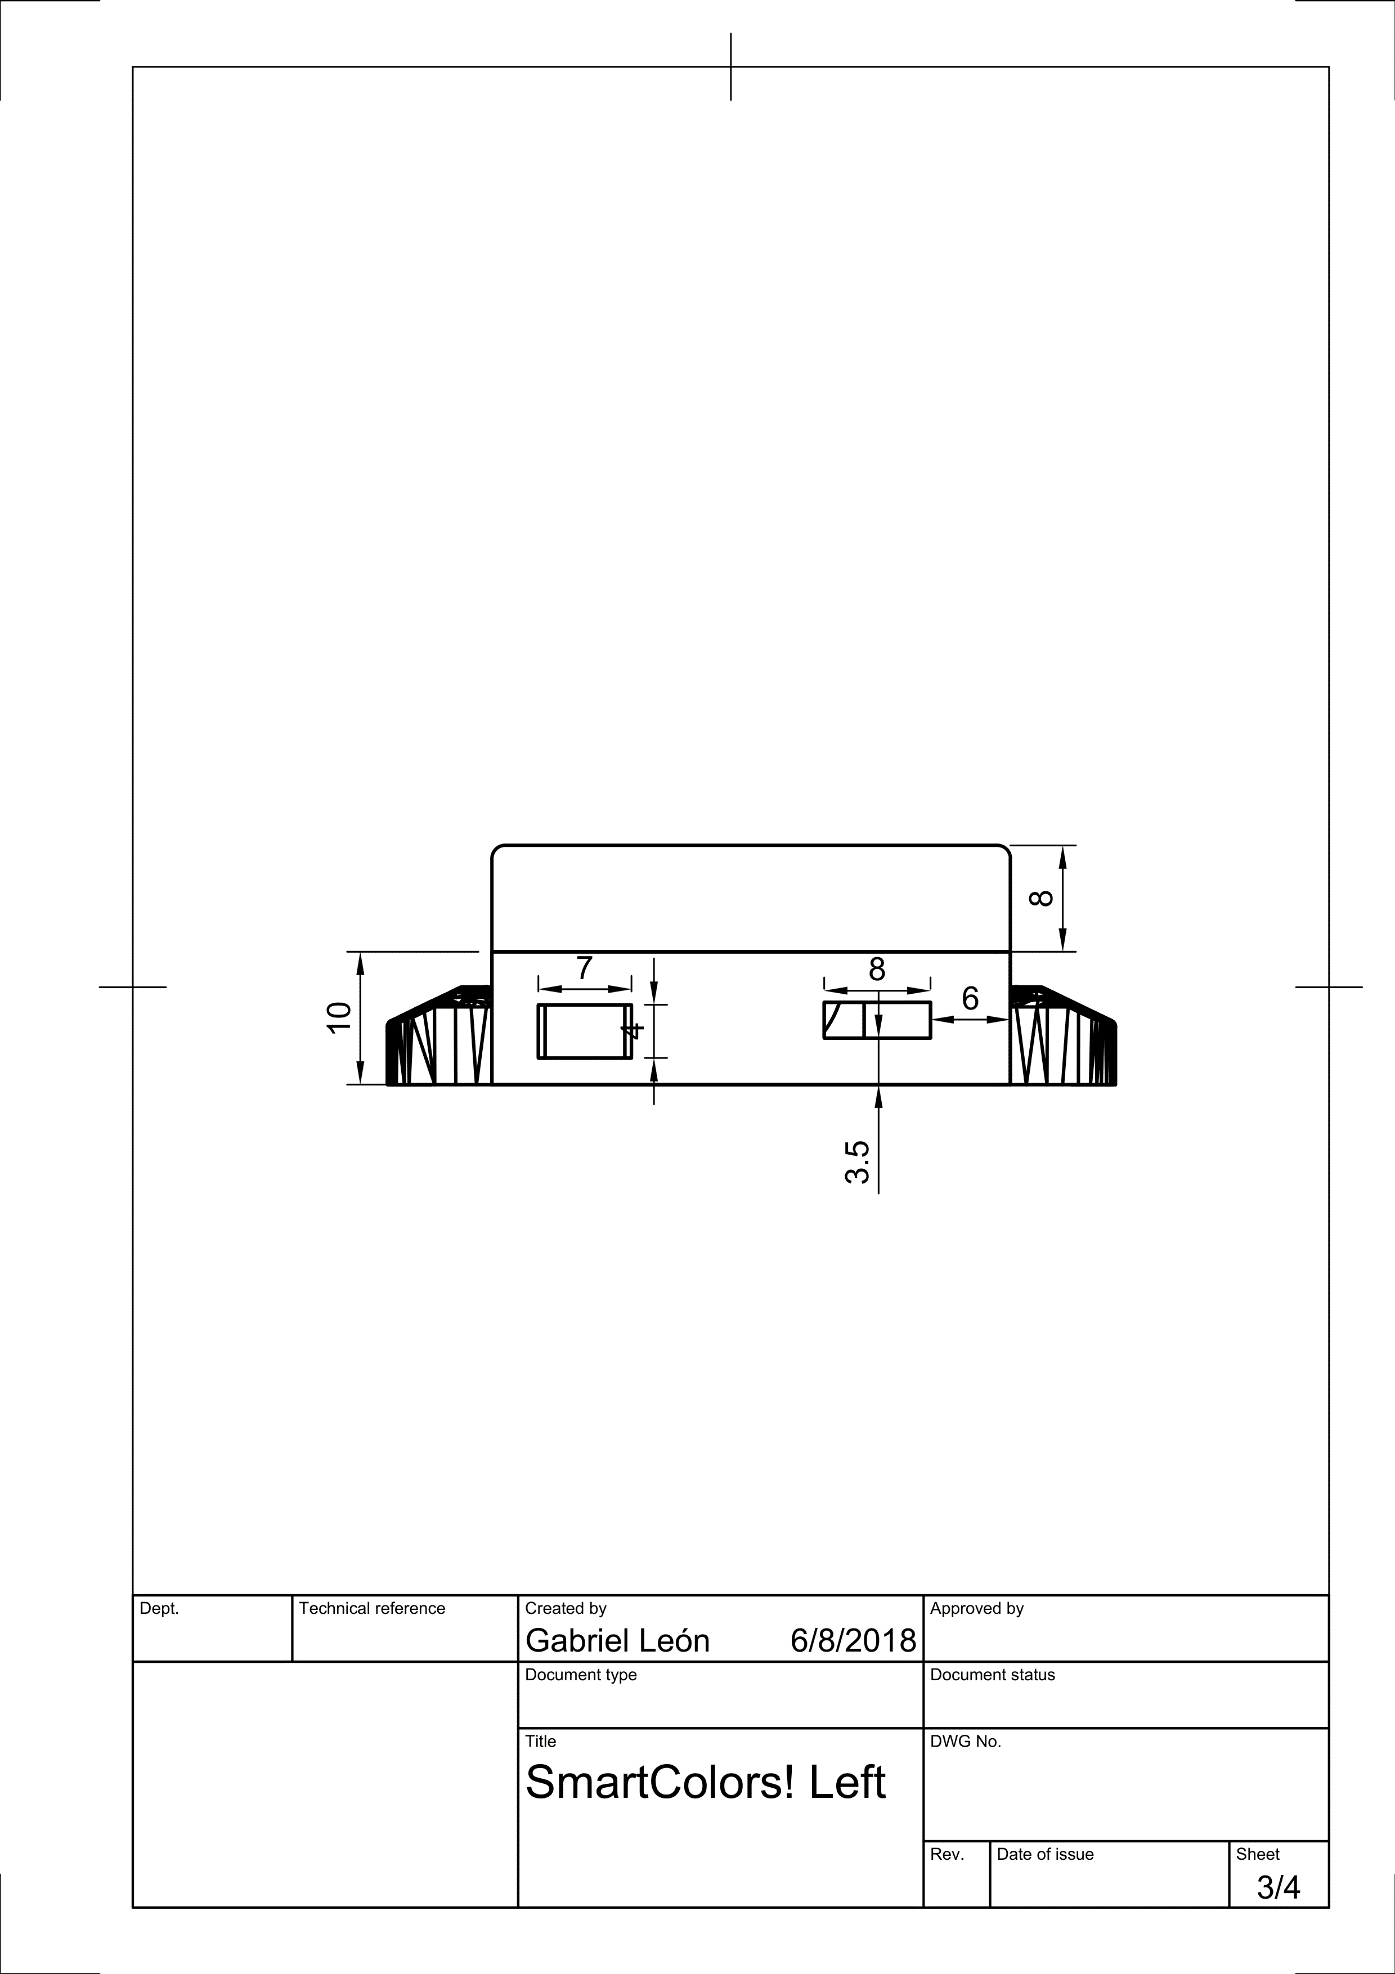 8
7
8
6
10
4
3.5
Dept.
Technical reference
Created by
Approved by
Gabriel León 6/8/2018
Document type
Document status
Title
DWG No.
SmartColors! Left
Rev.
Date of issue
Sheet
3/4